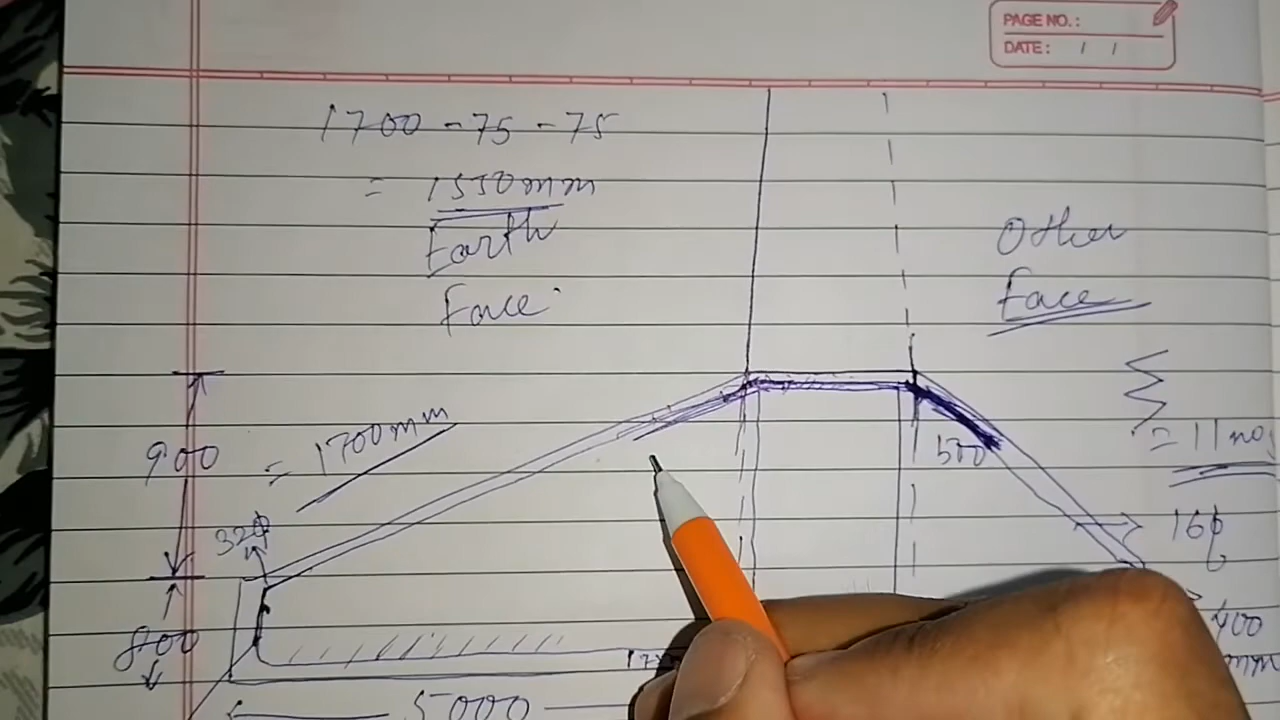 PAGE NO.:
DATE: / /
1700 - 75 - 75
= 1550mm
Earth
Face
Other
Face
900
= 1700mm
500
= 11 nos
32φ
16φ
800
400
5000